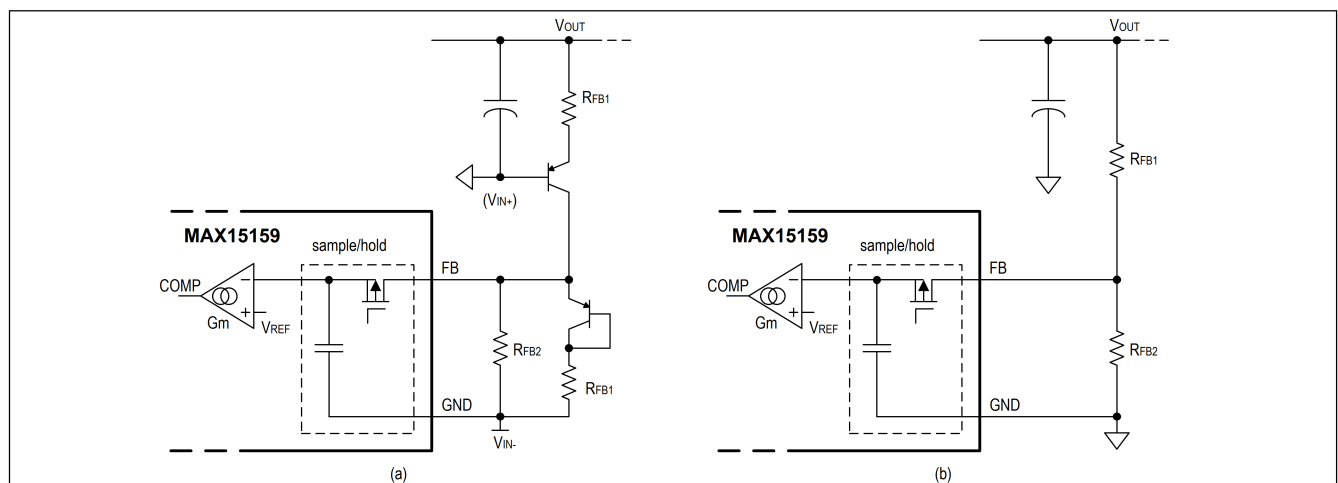 VOUT
RFB1
(VIN+)
MAX15159
sample/hold
FB
COMP
-
+
Gm
VREF
RFB2
RFB1
GND
VIN-
(a)
VOUT
RFB1
MAX15159
sample/hold
FB
COMP
-
+
Gm
VREF
RFB2
GND
(b)